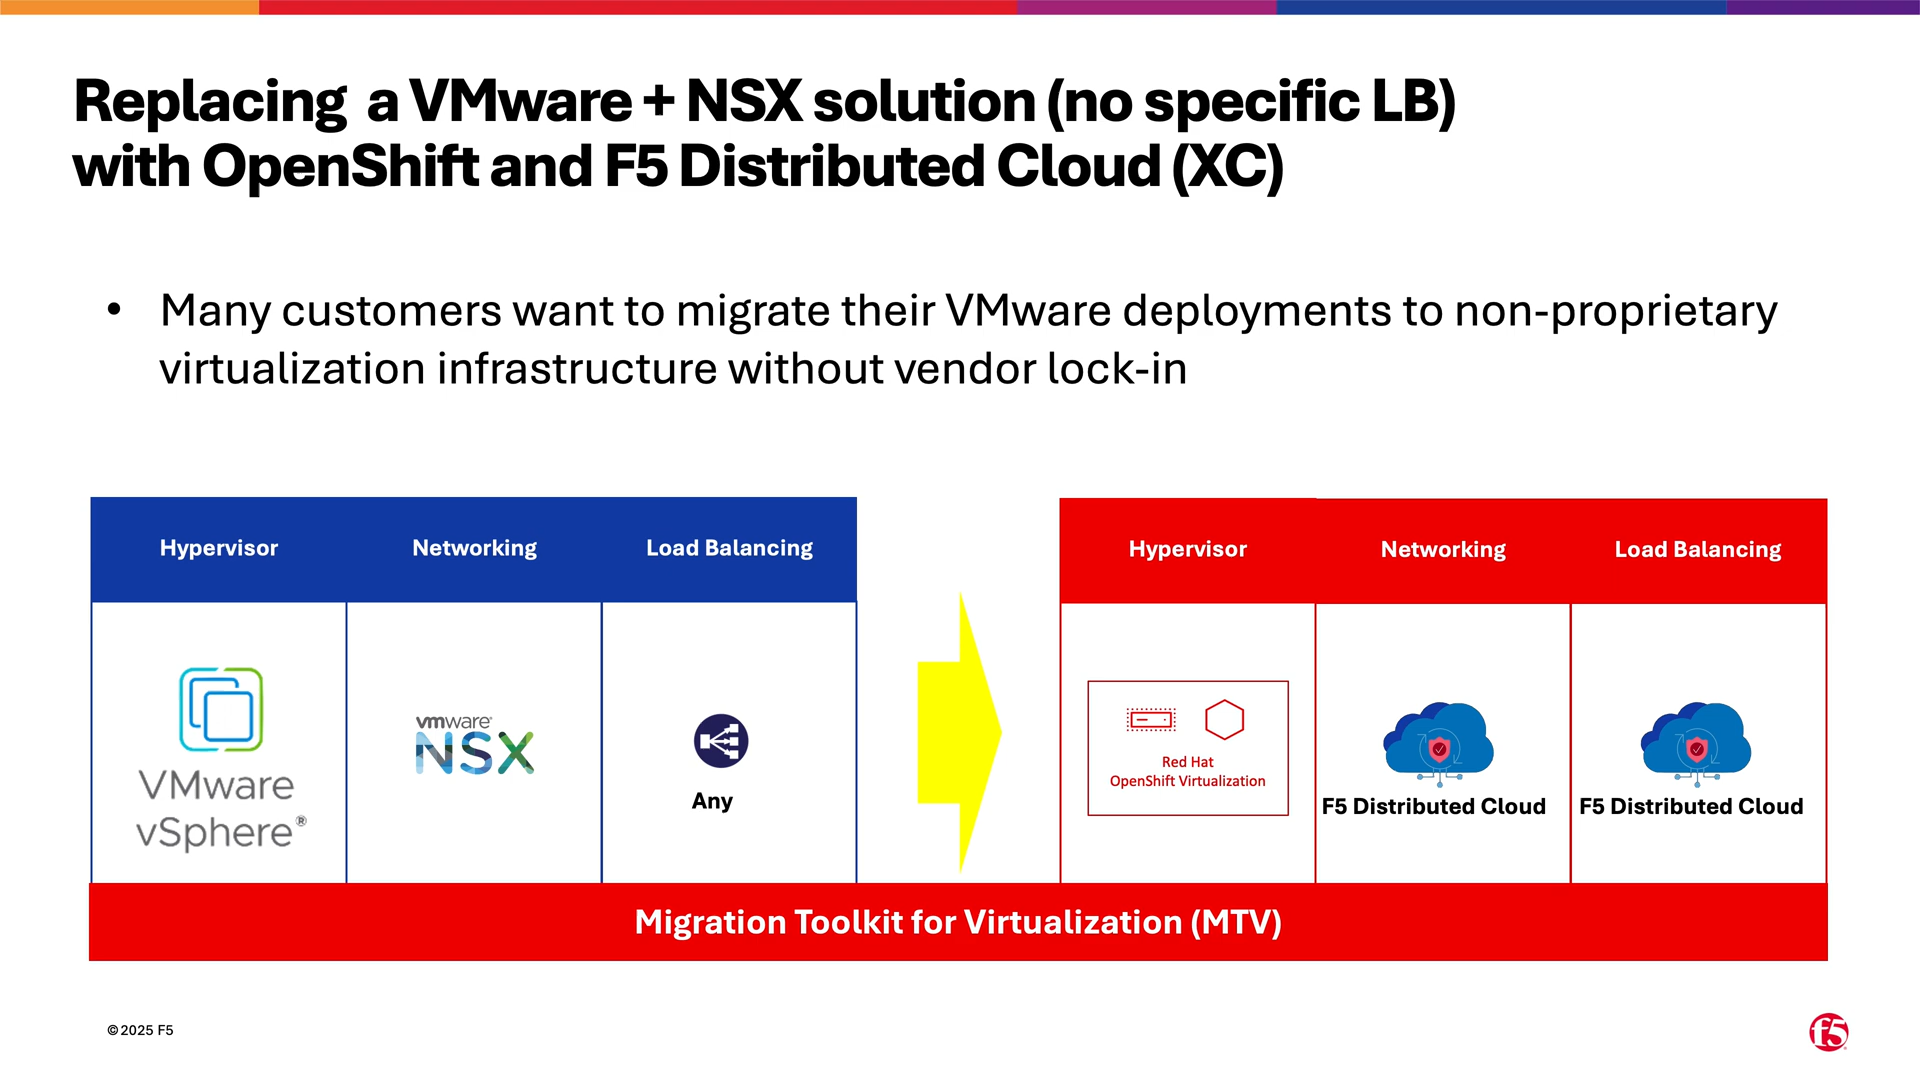 Replacing a VMware + NSX solution (no specific LB)
with OpenShift and F5 Distributed Cloud (XC)
• Many customers want to migrate their VMware deployments to non-proprietary
virtualization infrastructure without vendor lock-in
Hypervisor Networking Load Balancing
VMware
vSphere®
vmware®
NSX
Any
Hypervisor Networking Load Balancing
Red Hat
OpenShift Virtualization
F5 Distributed Cloud
F5 Distributed Cloud
Migration Toolkit for Virtualization (MTV)
©2025 F5
f5